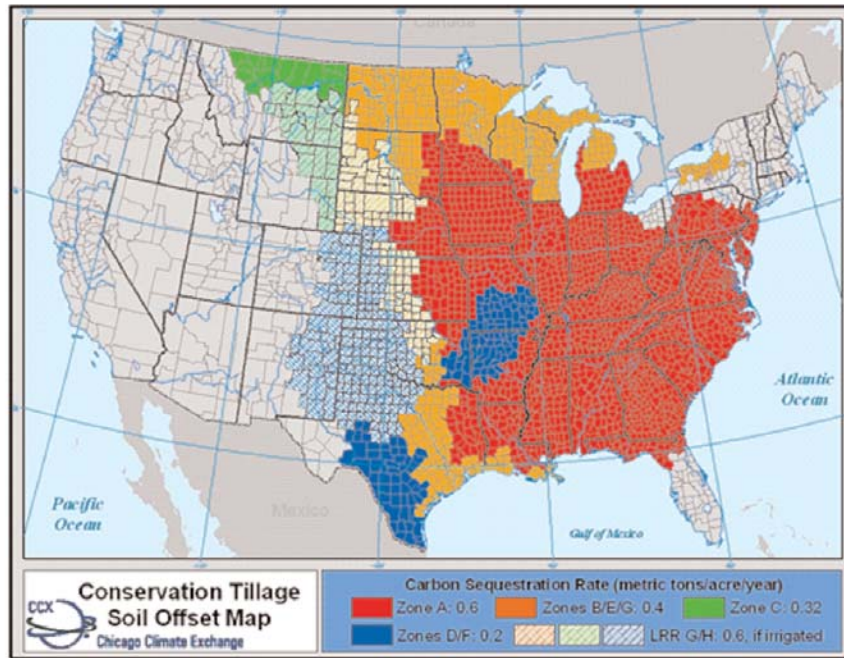 Canada
Pacific
Ocean
Mexico
Gulf of Mexico
Atlantic
Ocean
CCX
Conservation Tillage
Soil Offset Map
Chicago Climate Exchange
Carbon Sequestration Rate (metric tons/acre/year)
Zone A: 0.6
Zones B/E/G: 0.4
Zone C: 0.32
Zones D/F: 0.2
LRR G/H: 0.6, if irrigated